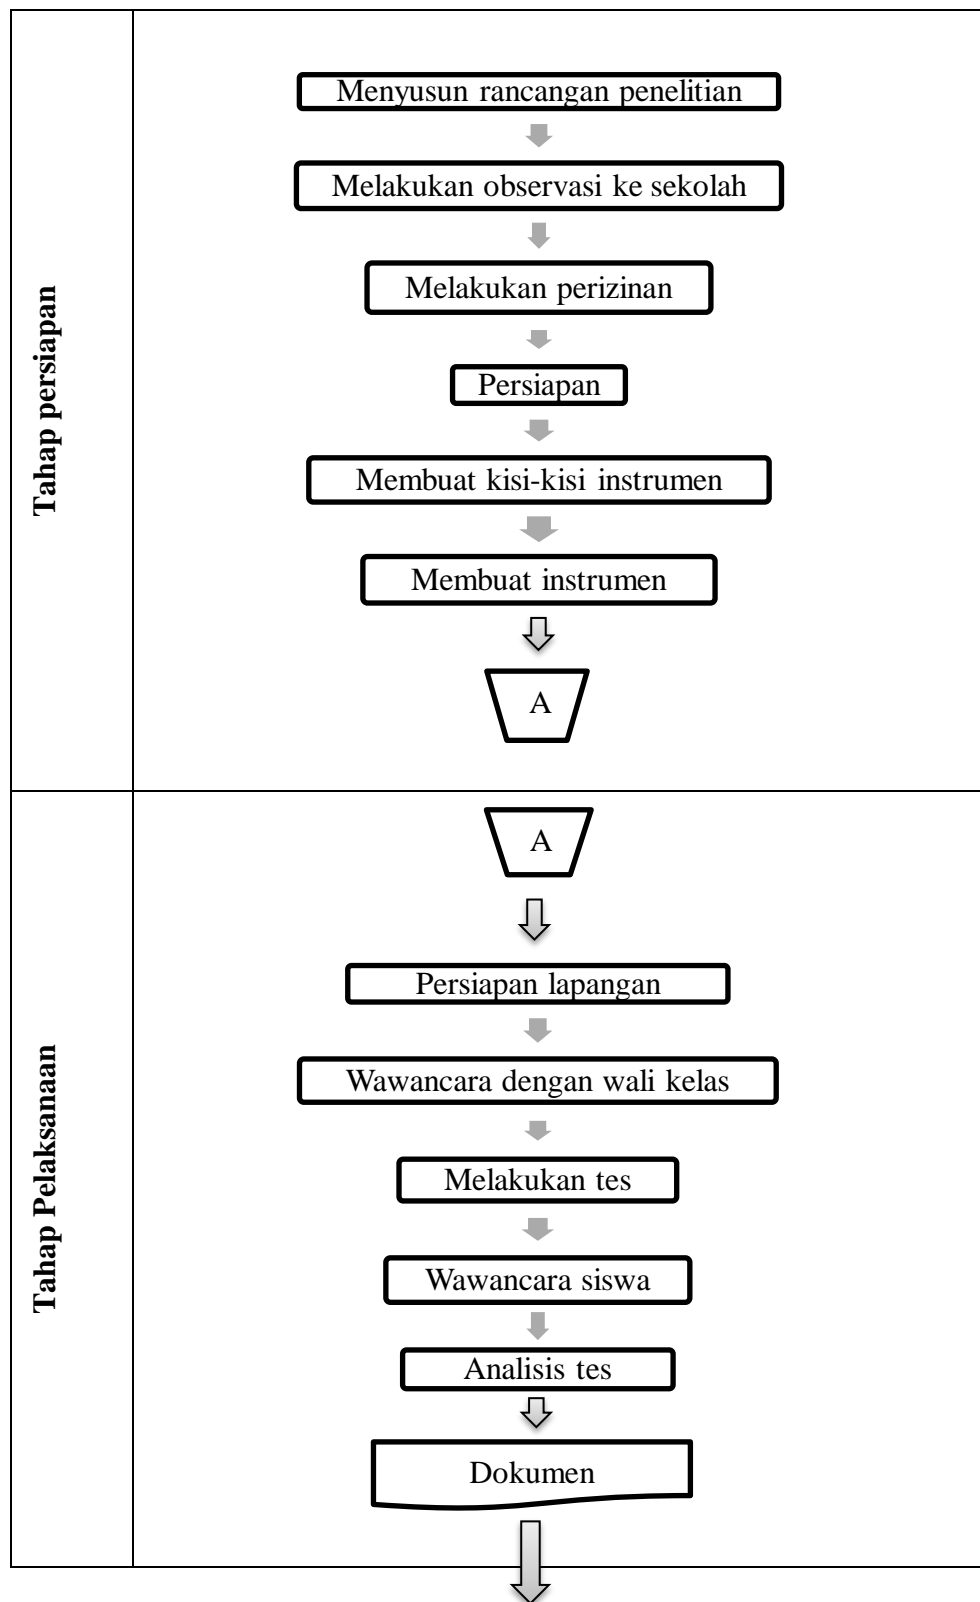 Tahap persiapan
Menyusun rancangan penelitian
Melakukan observasi ke sekolah
Melakukan perizinan
Persiapan
Membuat kisi-kisi instrumen
Membuat instrumen
A
Tahap Pelaksanaan
A
Persiapan lapangan
Wawancara dengan wali kelas
Melakukan tes
Wawancara siswa
Analisis tes
Dokumen